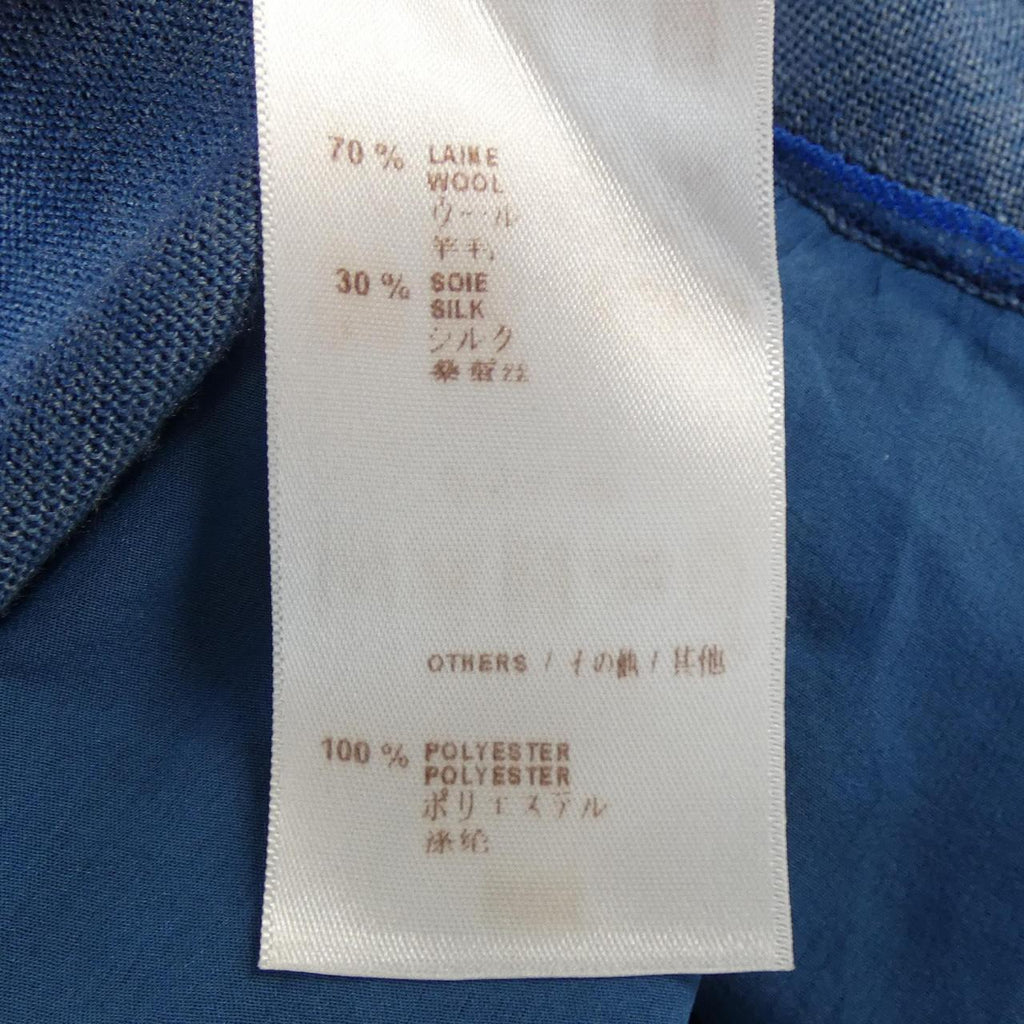 70 % LAINE
WOOL
ウール
羊毛
30 % SOIE
SILK
シルク
桑蚕丝
OTHERS / その他 / 其他
100 % POLYESTER
POLYESTER
ポリエステル
涤纶